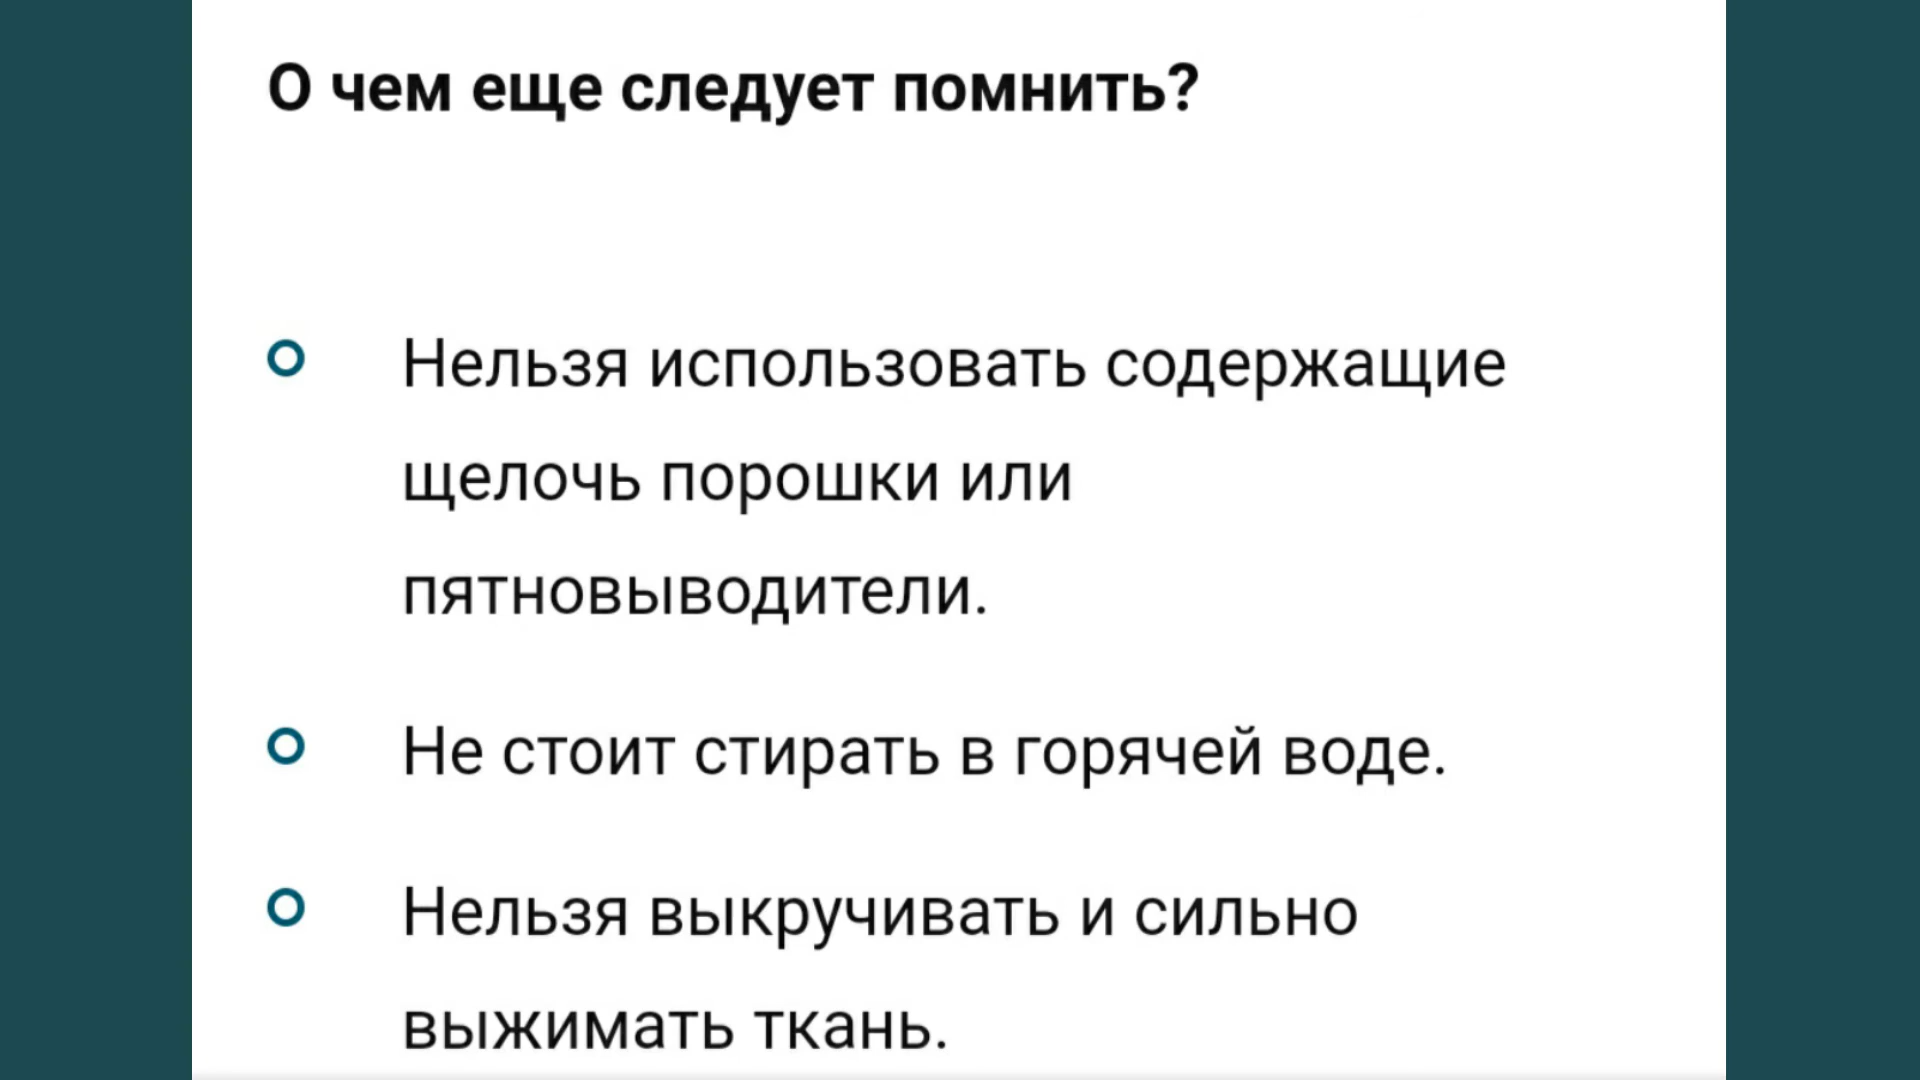 О чем еще следует помнить?
Нельзя использовать содержащие
щелочь порошки или
пятновыводители.
Не стоит стирать в горячей воде.
Нельзя выкручивать и сильно
выжимать ткань.